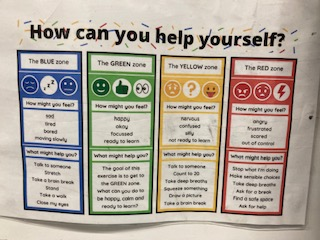 How can you help yourself?
The BLUE zone
How might you feel?
sad
tired
bored
moving slowly
What might help you?
Talk to someone
Stretch
Take a brain break
Stand
Take a walk
Close my eyes
The GREEN zone
How might you feel?
happy
okay
focused
ready to learn
What might help you?
The goal of this
exercise is to get to
the GREEN zone.
What can you do to
be happy, calm and
ready to learn?
The YELLOW zone
?
How might you feel?
nervous
confused
silly
not ready to learn
What might help you?
Talk to someone
Count to 20
Take deep breaths
Squeeze something
Draw a picture
Take a brain break
The RED zone
How might you feel?
angry
frustrated
scared
out of control
What might help you?
Stop what I'm doing
Make sensible choices
Take deep breaths
Ask for a break
Find a safe space
Ask for help